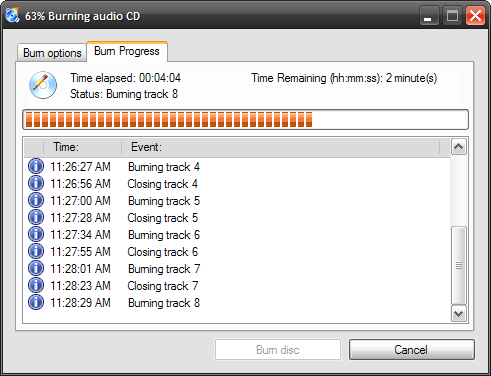 63% Burning audio CD
Burn options
Burn Progress
Time elapsed: 00:04:04 Time Remaining (hh:mm:ss): 2 minute(s)
Status: Burning track 8
Time: Event:
11:26:27 AM Burning track 4
11:26:56 AM Closing track 4
11:27:00 AM Burning track 5
11:27:28 AM Closing track 5
11:27:34 AM Burning track 6
11:27:55 AM Closing track 6
11:28:01 AM Burning track 7
11:28:23 AM Closing track 7
11:28:29 AM Burning track 8
Burn disc Cancel